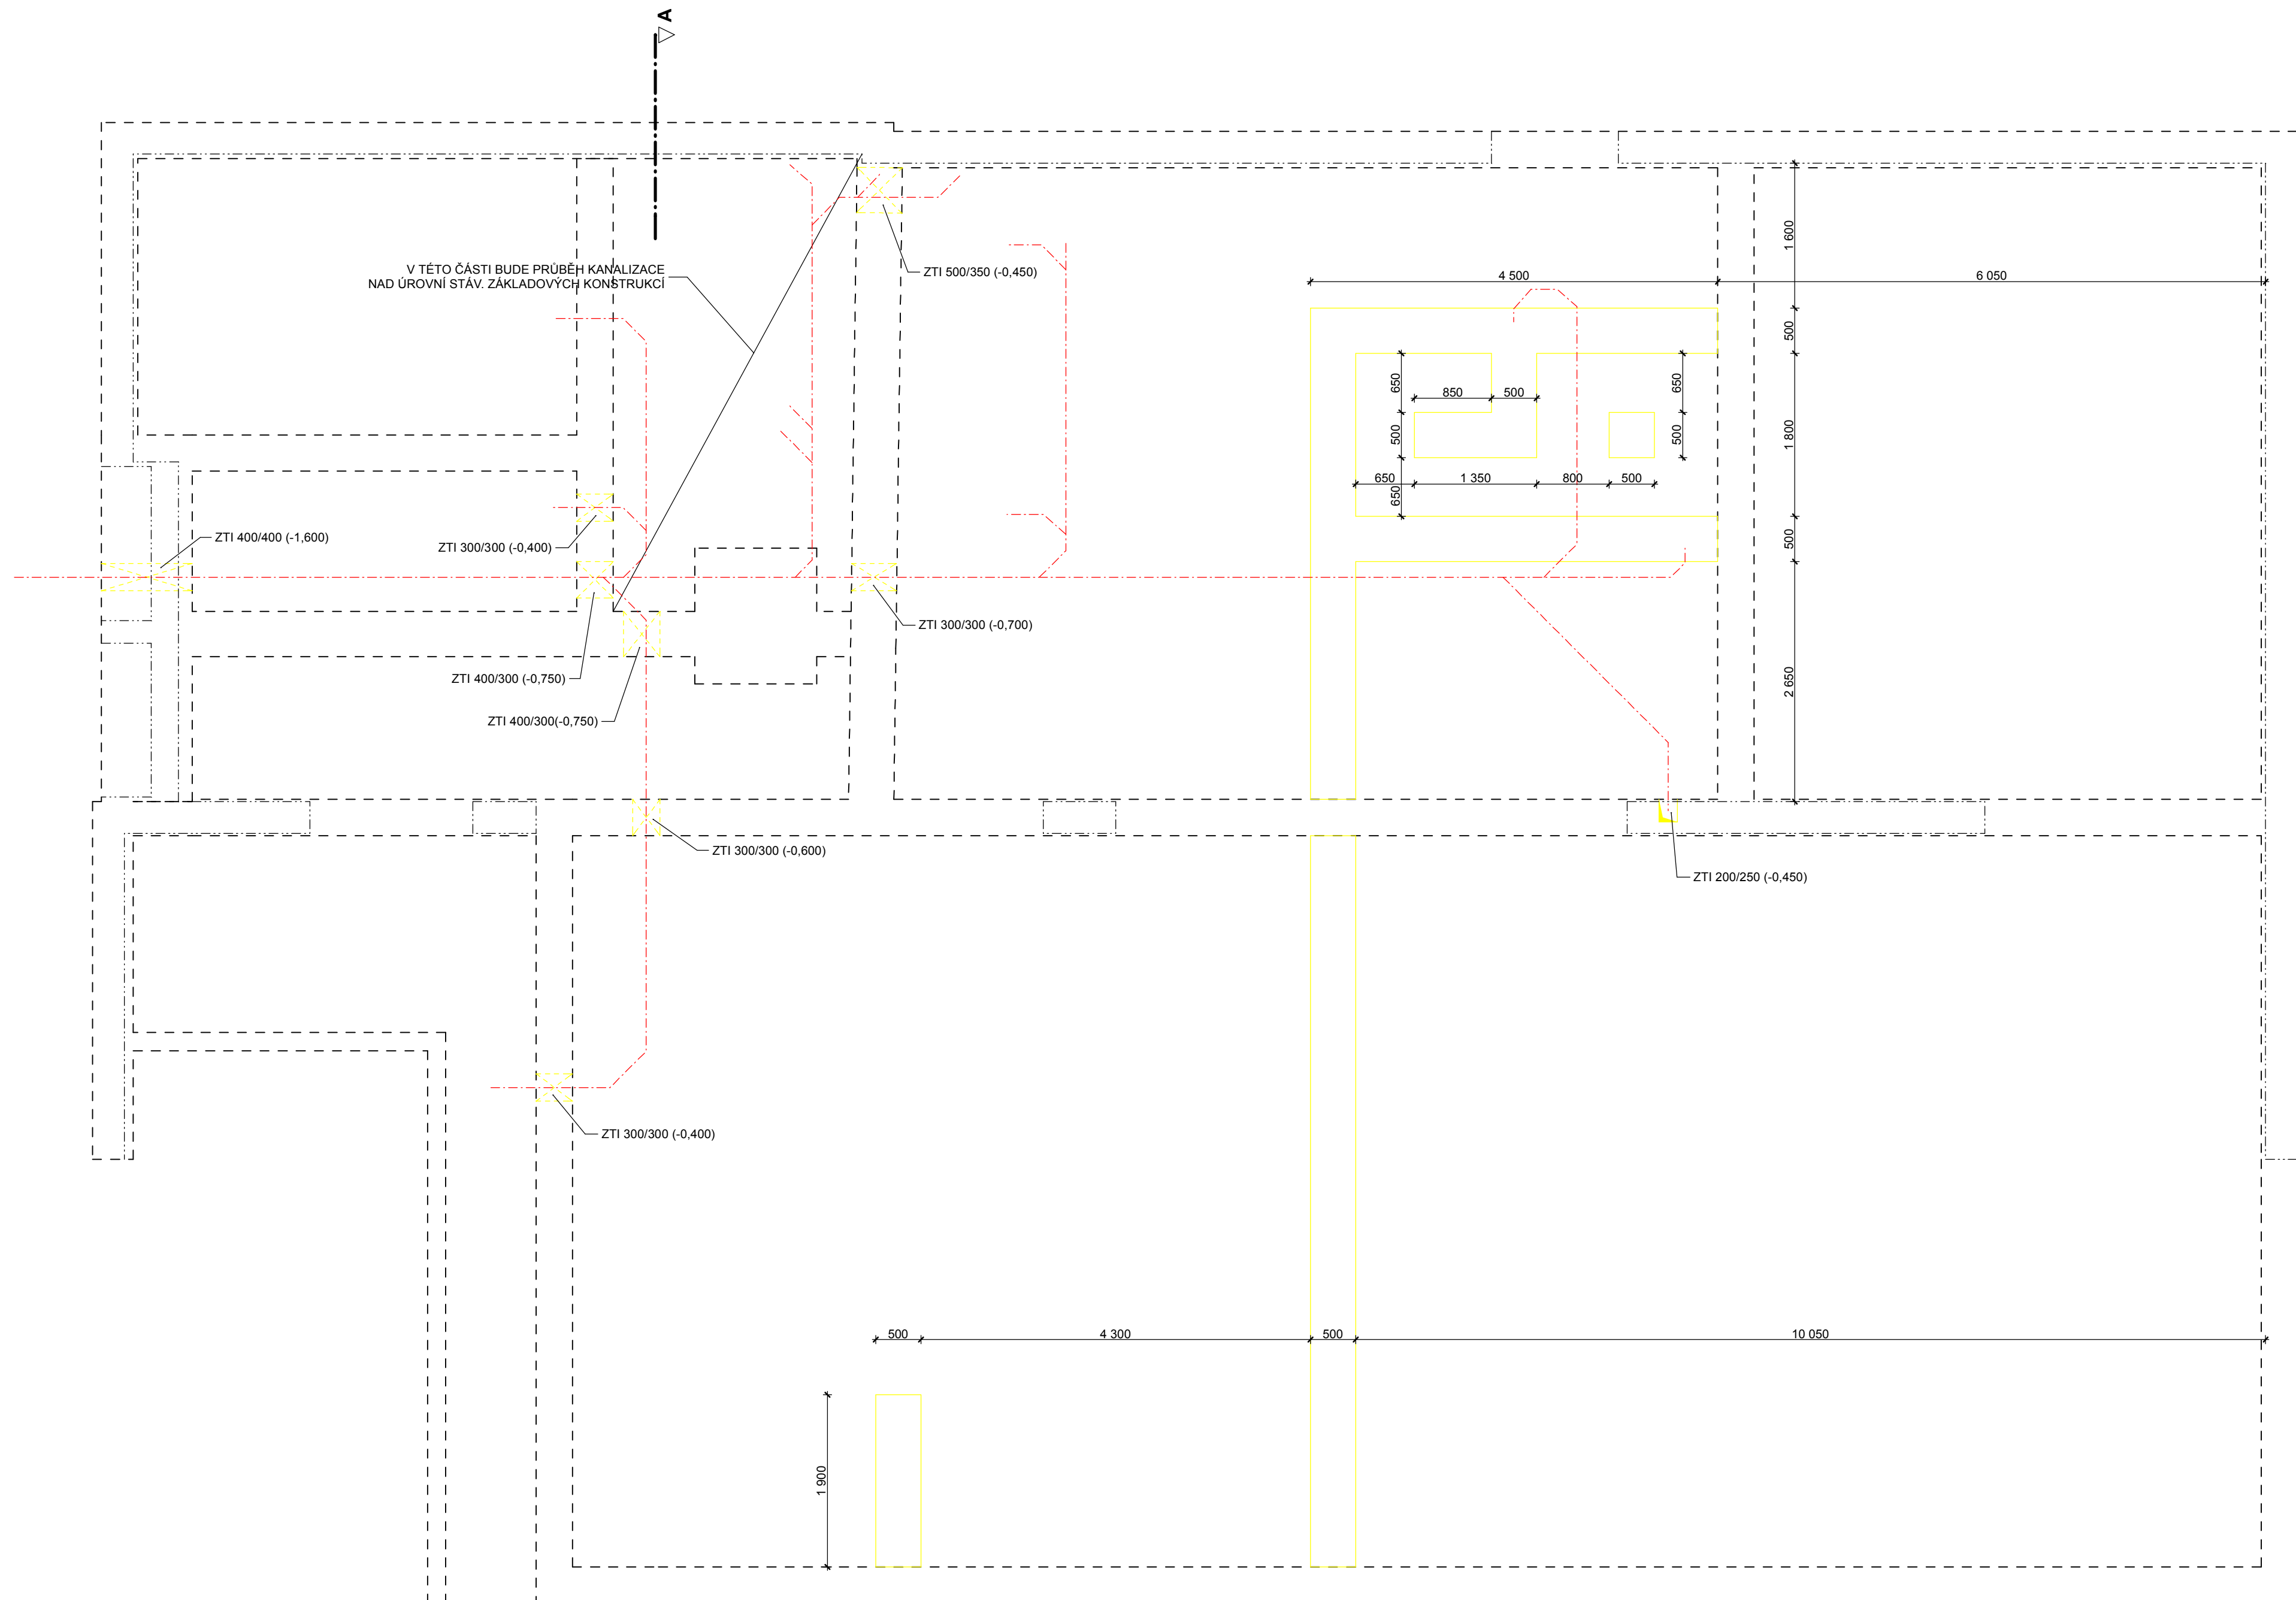 A
V TÉTO ČÁSTI BUDE PRŮBĚH KANALIZACE
NAD ÚROVNÍ STÁV. ZÁKLADOVÝCH KONSTRUKCÍ
ZTI 500/350 (-0,450)
1 600
4 500
6 050
500
650
850
500
650
500
500
1 800
650
1 350
800
500
650
ZTI 400/400 (-1,600)
ZTI 300/300 (-0,400)
500
ZTI 300/300 (-0,700)
ZTI 400/300 (-0,750)
2 650
ZTI 400/300(-0,750)
ZTI 300/300 (-0,600)
ZTI 200/250 (-0,450)
ZTI 300/300 (-0,400)
500
4 300
500
10 050
1 900